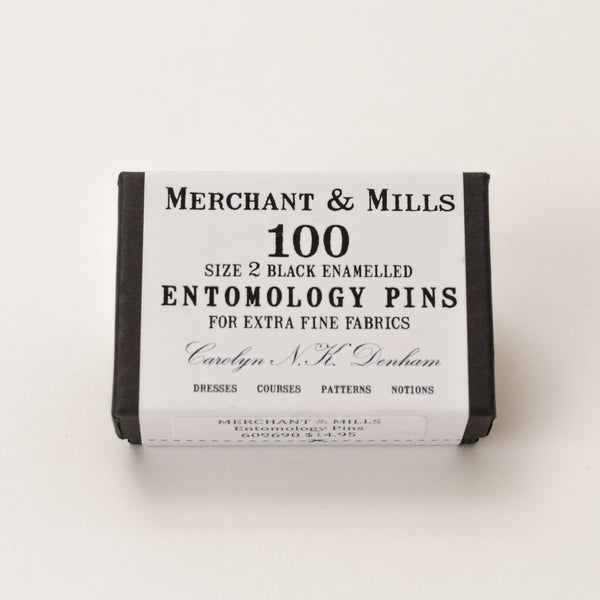 MERCHANT & MILLS
100
SIZE 2 BLACK ENAMELLED
ENTOMOLOGY PINS
FOR EXTRA FINE FABRICS
Carolyn N.K. Denham
DRESSES COURSES PATTERNS NOTIONS
MERCHANT & MILLS
Entomology Pins
609690 $14.95